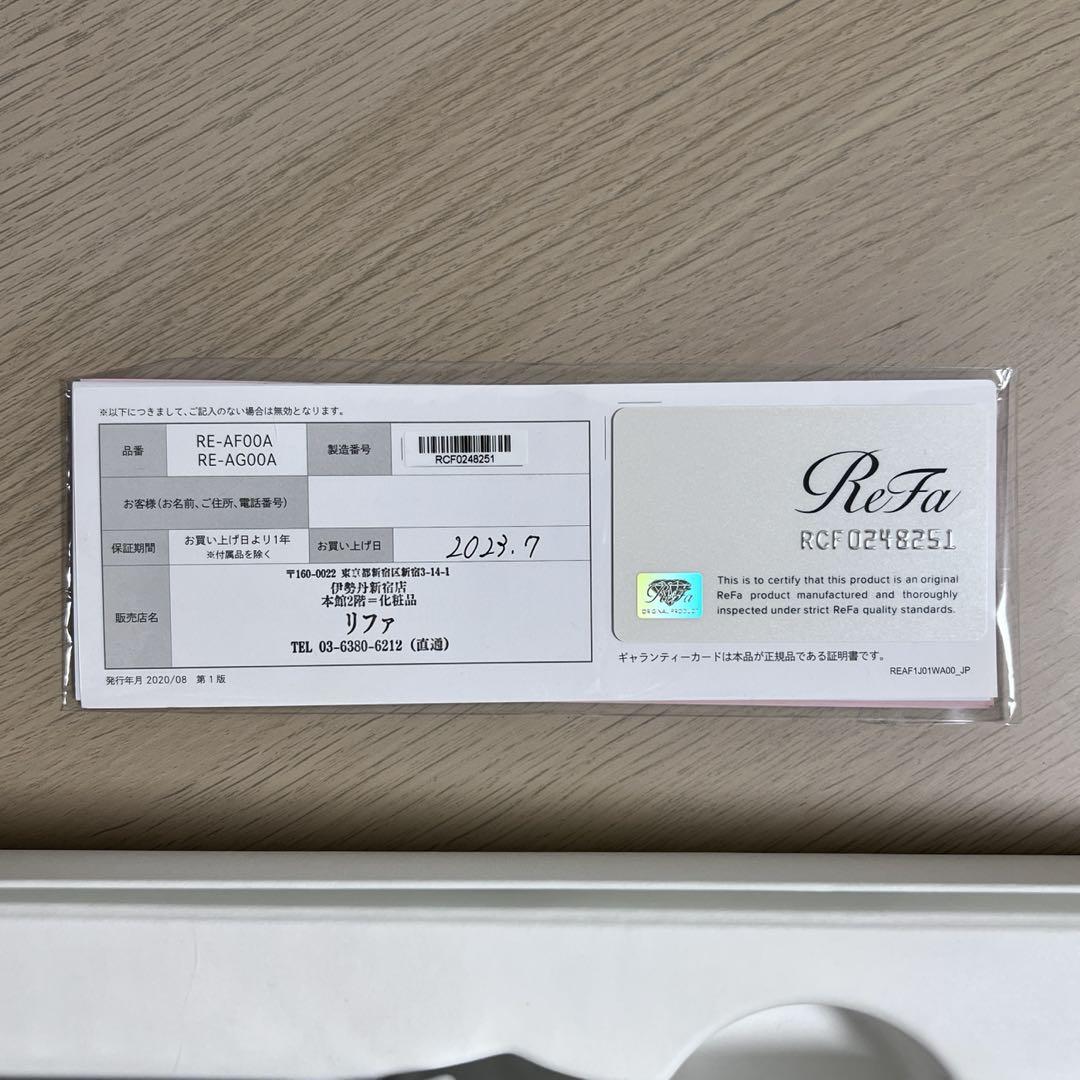 ※以下につきまして、ご記入のない場合は無効となります。
品番
RE-AF00A
RE-AG00A
製造番号
RCF0248251
お客様(お名前、ご住所、電話番号)
保証期間
お買い上げ日より1年
※付属品を除く
お買い上げ日
2023.7
販売店名
〒160-0022 東京都新宿区新宿3-14-1
伊勢丹新宿店
本館2階=化粧品
リファ
TEL 03-6380-6212 (直通)
発行年月 2020/08 第1版
ReFa
RCF0248251
ReFa
ORIGINAL PRODUCT
This is to certify that this product is an original
ReFa product manufactured and thoroughly
inspected under strict ReFa quality standards.
ギャランティーカードは本品が正規品である証明書です。
REAF1J01WA00_JP